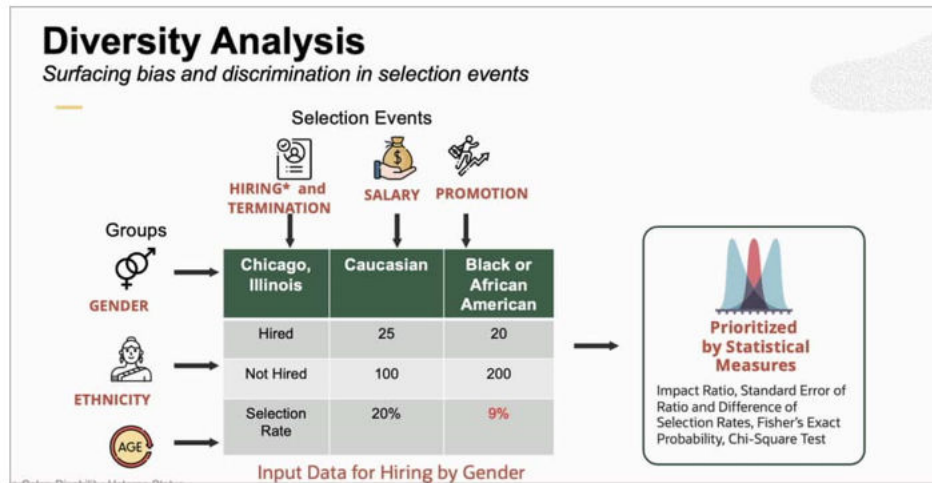 Diversity Analysis
Surfacing bias and discrimination in selection events
Selection Events
HIRING* and
TERMINATION
SALARY
PROMOTION
Groups
GENDER
ETHNICITY
AGE
Chicago,
Illinois
Caucasian
Black or
African
American
Hired
25
20
Not Hired
100
200
Selection
Rate
20%
9%
Input Data for Hiring by Gender
Prioritized
by Statistical
Measures
Impact Ratio, Standard Error of
Ratio and Difference of
Selection Rates, Fisher's Exact
Probability, Chi-Square Test